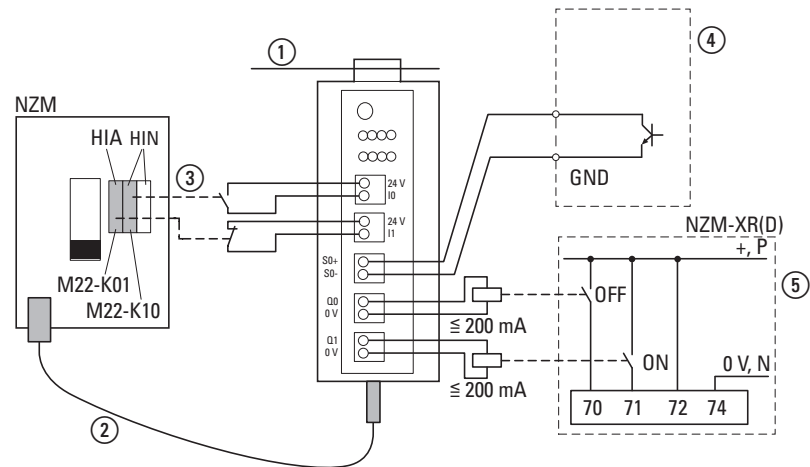 1
4
NZM
HIA HIN
3
24 V
I0
GND
24 V
I1
NZM-XR(D)
+, P
M22-K01
S0+
S0-
5
M22-K10
Q0
0 V
OFF
≦ 200 mA
Q1
0 V
ON
0 V, N
≦ 200 mA
70 71 72 74
2